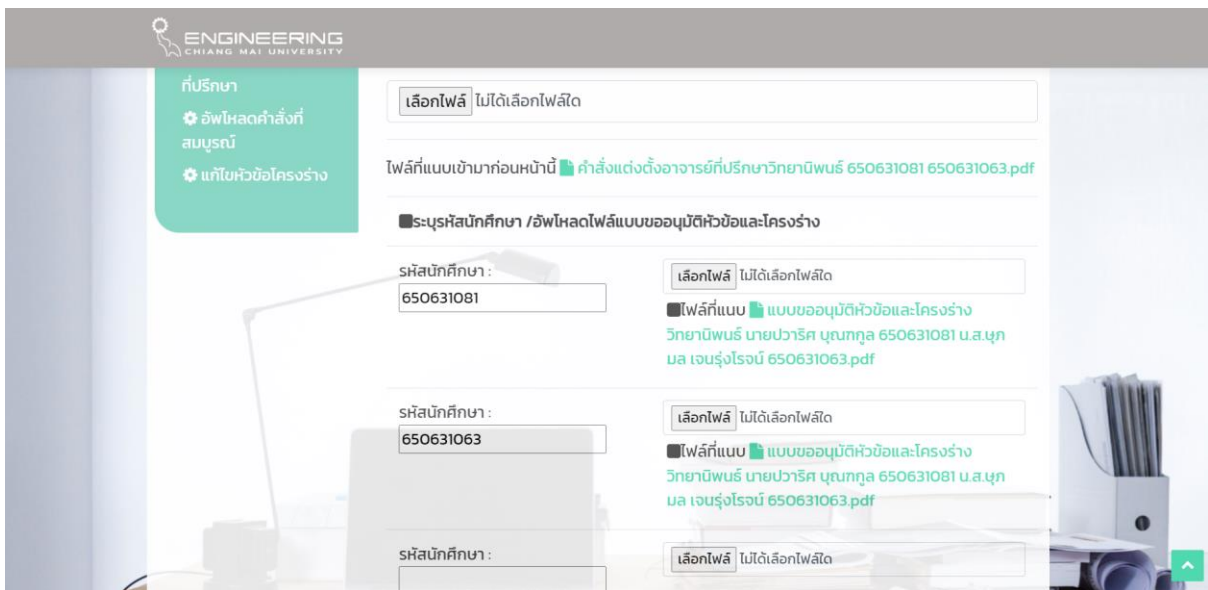 ENGINEERING
CHIANG MAI UNIVERSITY
ที่ปรึกษา
อัพโหลดคำสั่งที่
สมบูรณ์
แก้ไขหัวข้อโครงร่าง
เลือกไฟล์ ไม่ได้เลือกไฟล์ใด
ไฟล์ที่แนบเข้ามาก่อนหน้านี้ คำสั่งแต่งตั้งอาจารย์ที่ปรึกษาวิทยานิพนธ์ 650631081 650631063.pdf
ระบุรหัสนักศึกษา /อัพโหลดไฟล์แบบขออนุมัติหัวข้อและโครงร่าง
รหัสนักศึกษา :
650631081
เลือกไฟล์ ไม่ได้เลือกไฟล์ใด
ไฟล์ที่แนบ แบบขออนุมัติหัวข้อและโครงร่าง
วิทยานิพนธ์ นายปวาริศ บุณฑกูล 650631081 น.ส.ษุภ
มล เจนรุ่งโรจน์ 650631063.pdf
รหัสนักศึกษา :
650631063
เลือกไฟล์ ไม่ได้เลือกไฟล์ใด
ไฟล์ที่แนบ แบบขออนุมัติหัวข้อและโครงร่าง
วิทยานิพนธ์ นายปวาริศ บุณฑกูล 650631081 น.ส.ษุภ
มล เจนรุ่งโรจน์ 650631063.pdf
รหัสนักศึกษา :
เลือกไฟล์ ไม่ได้เลือกไฟล์ใด